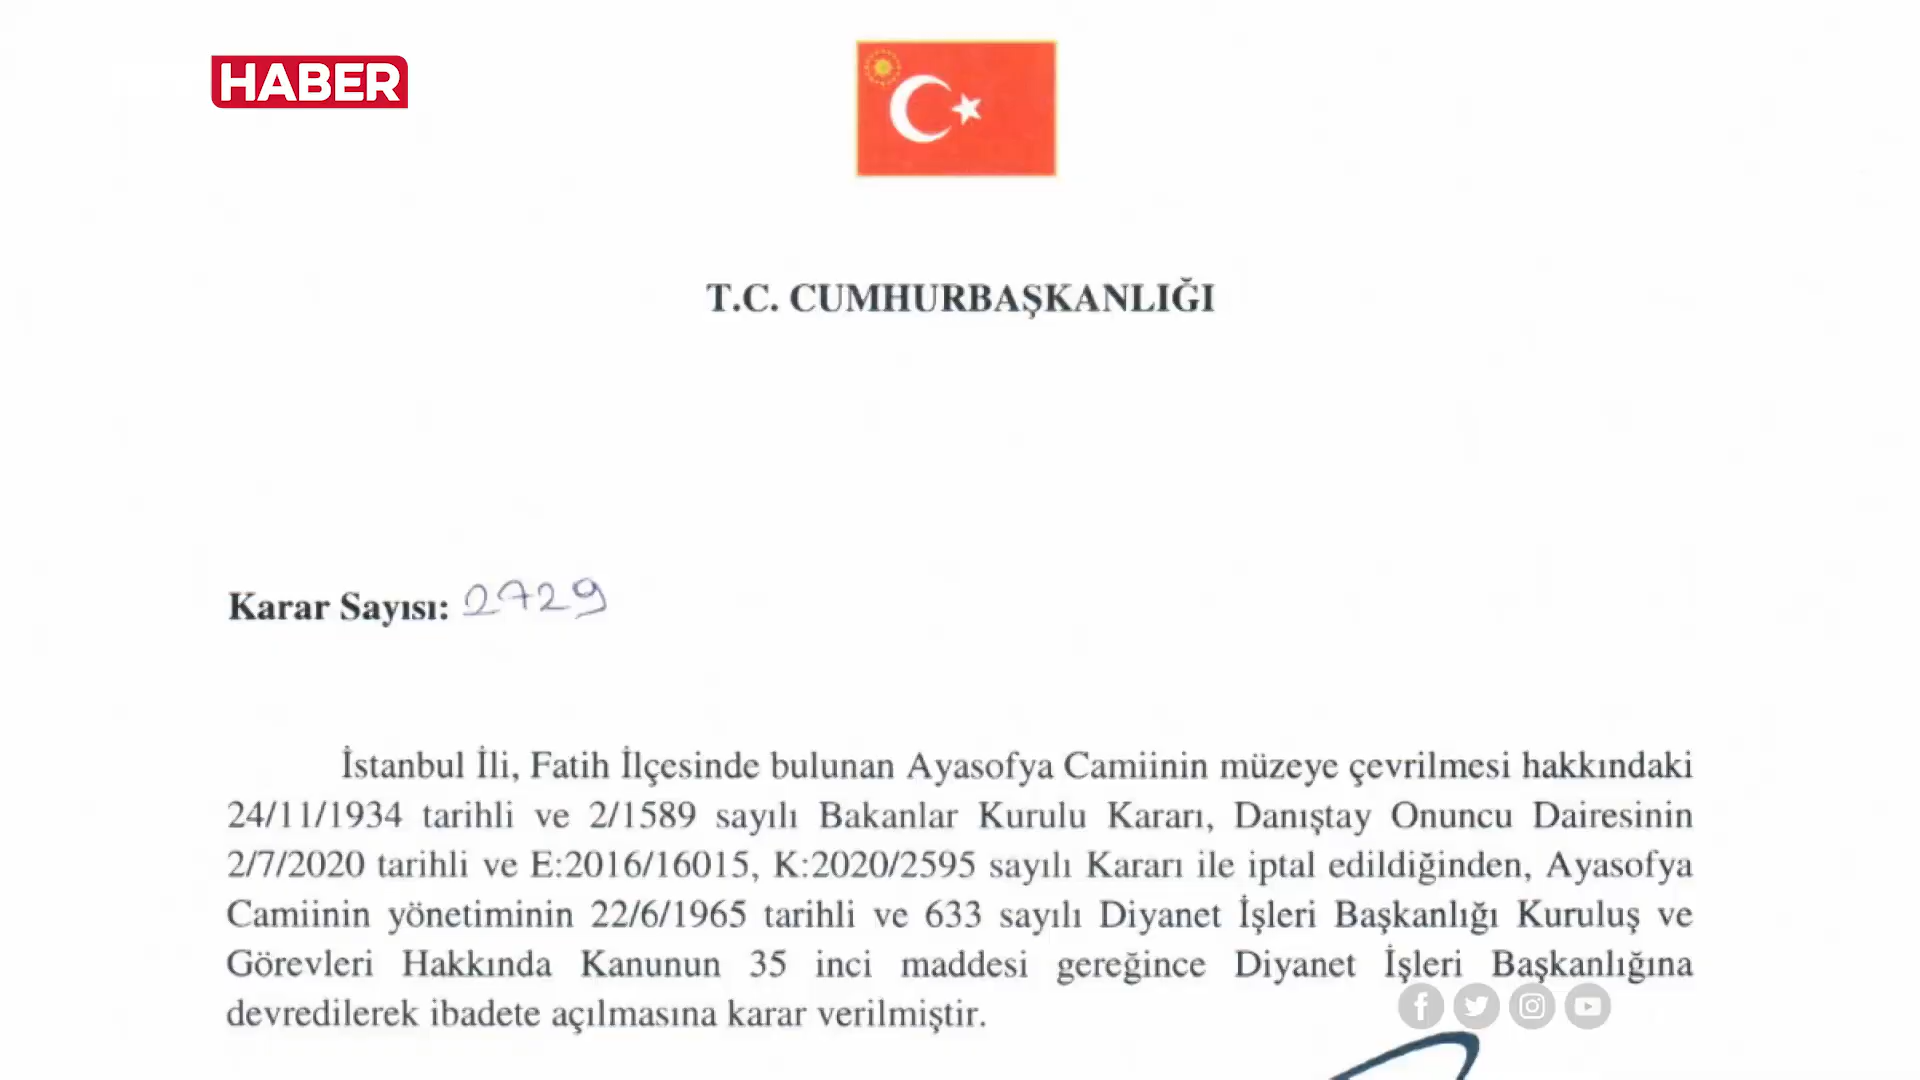 HABER
T.C. CUMHURBAŞKANLIĞI
Karar Sayısı: 2729
İstanbul İli, Fatih İlçesinde bulunan Ayasofya Camiinin müzeye çevrilmesi hakkındaki
24/11/1934 tarihli ve 2/1589 sayılı Bakanlar Kurulu Kararı, Danıştay Onuncu Dairesinin
2/7/2020 tarihli ve E:2016/16015, K:2020/2595 sayılı Kararı ile iptal edildiğinden, Ayasofya
Camiinin yönetiminin 22/6/1965 tarihli ve 633 sayılı Diyanet İşleri Başkanlığı Kuruluş ve
Görevleri Hakkında Kanunun 35 inci maddesi gereğince Diyanet İşleri Başkanlığına
devredilerek ibadete açılmasına karar verilmiştir.